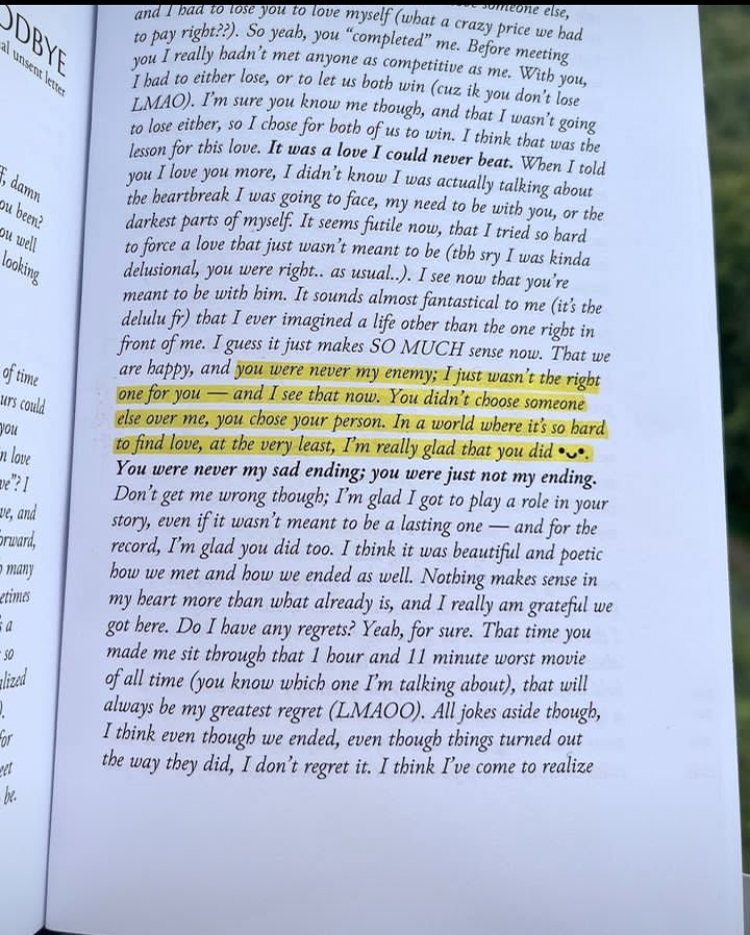 ODBYE
al unsent letter
damn
ou been?
ou well
looking
of time
urs could
you
n love
ve"? I
ve, and
orward,
many
etimes
s a
so
alized
for
eet
be.
someone else,
and I had to lose you to love myself (what a crazy price we had
to pay right??). So yeah, you “completed” me. Before meeting
you I really hadn’t met anyone as competitive as me. With you,
I had to either lose, or to let us both win (cuz ik you don’t lose
LMAO). I’m sure you know me though, and that I wasn’t going
to lose either, so I chose for both of us to win. I think that was the
lesson for this love. It was a love I could never beat. When I told
you I love you more, I didn’t know I was actually talking about
the heartbreak I was going to face, my need to be with you, or the
darkest parts of myself. It seems futile now, that I tried so hard
to force a love that just wasn’t meant to be (tbh sry I was kinda
delusional, you were right.. as usual..). I see now that you’re
meant to be with him. It sounds almost fantastical to me (it’s the
delulu fr) that I ever imagined a life other than the one right in
front of me. I guess it just makes SO MUCH sense now. That we
are happy, and you were never my enemy; I just wasn’t the right
one for you — and I see that now. You didn’t choose someone
else over me, you chose your person. In a world where it’s so hard
to find love, at the very least, I’m really glad that you did •ᴗ•.
You were never my sad ending; you were just not my ending.
Don’t get me wrong though; I’m glad I got to play a role in your
story, even if it wasn’t meant to be a lasting one — and for the
record, I’m glad you did too. I think it was beautiful and poetic
how we met and how we ended as well. Nothing makes sense in
my heart more than what already is, and I really am grateful we
got here. Do I have any regrets? Yeah, for sure. That time you
made me sit through that 1 hour and 11 minute worst movie
of all time (you know which one I’m talking about), that will
always be my greatest regret (LMAOO). All jokes aside though,
I think even though we ended, even though things turned out
the way they did, I don’t regret it. I think I’ve come to realize